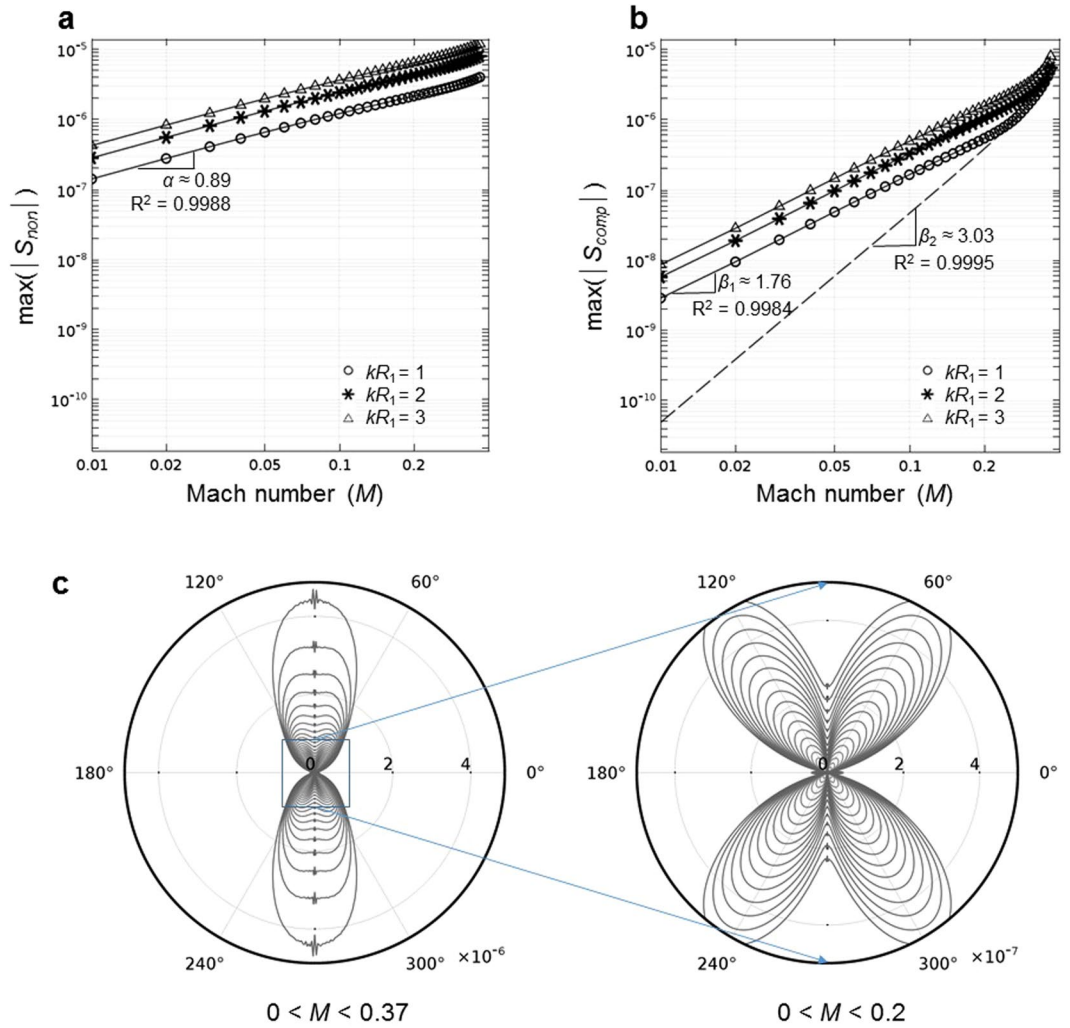 a
b
max(| Snon|)
10⁻⁵
10⁻⁶
10⁻⁷
10⁻⁸
10⁻⁹
10⁻¹⁰
α ≈ 0.89
R² = 0.9988
kR₁ = 1
kR₁ = 2
kR₁ = 3
0.01 0.02 0.05 0.1 0.2
Mach number (M)
max(| Scomp|)
10⁻⁵
10⁻⁶
10⁻⁷
10⁻⁸
10⁻⁹
10⁻¹⁰
β₂ ≈ 3.03
R² = 0.9995
β₁ ≈ 1.76
R² = 0.9984
kR₁ = 1
kR₁ = 2
kR₁ = 3
0.01 0.02 0.05 0.1 0.2
Mach number (M)
c
120° 60°
180° 0 2 4 0°
240° 300° ×10⁻⁶
0 < M < 0.37
120° 60°
180° 0 2 4 0°
240° 300° ×10⁻⁷
0 < M < 0.2